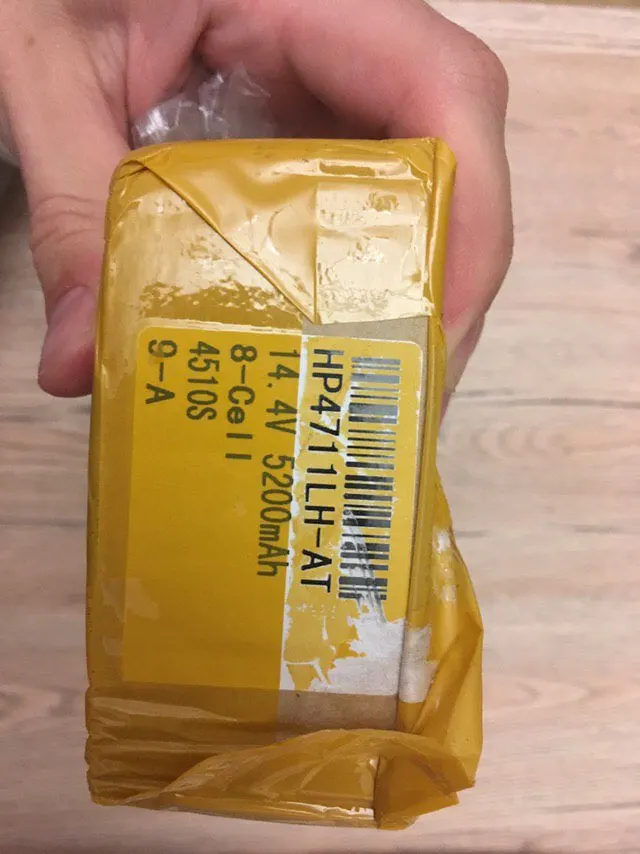 HP4711LH-AT
14.4V 5200mAh
8-Cell
4510S
9-A